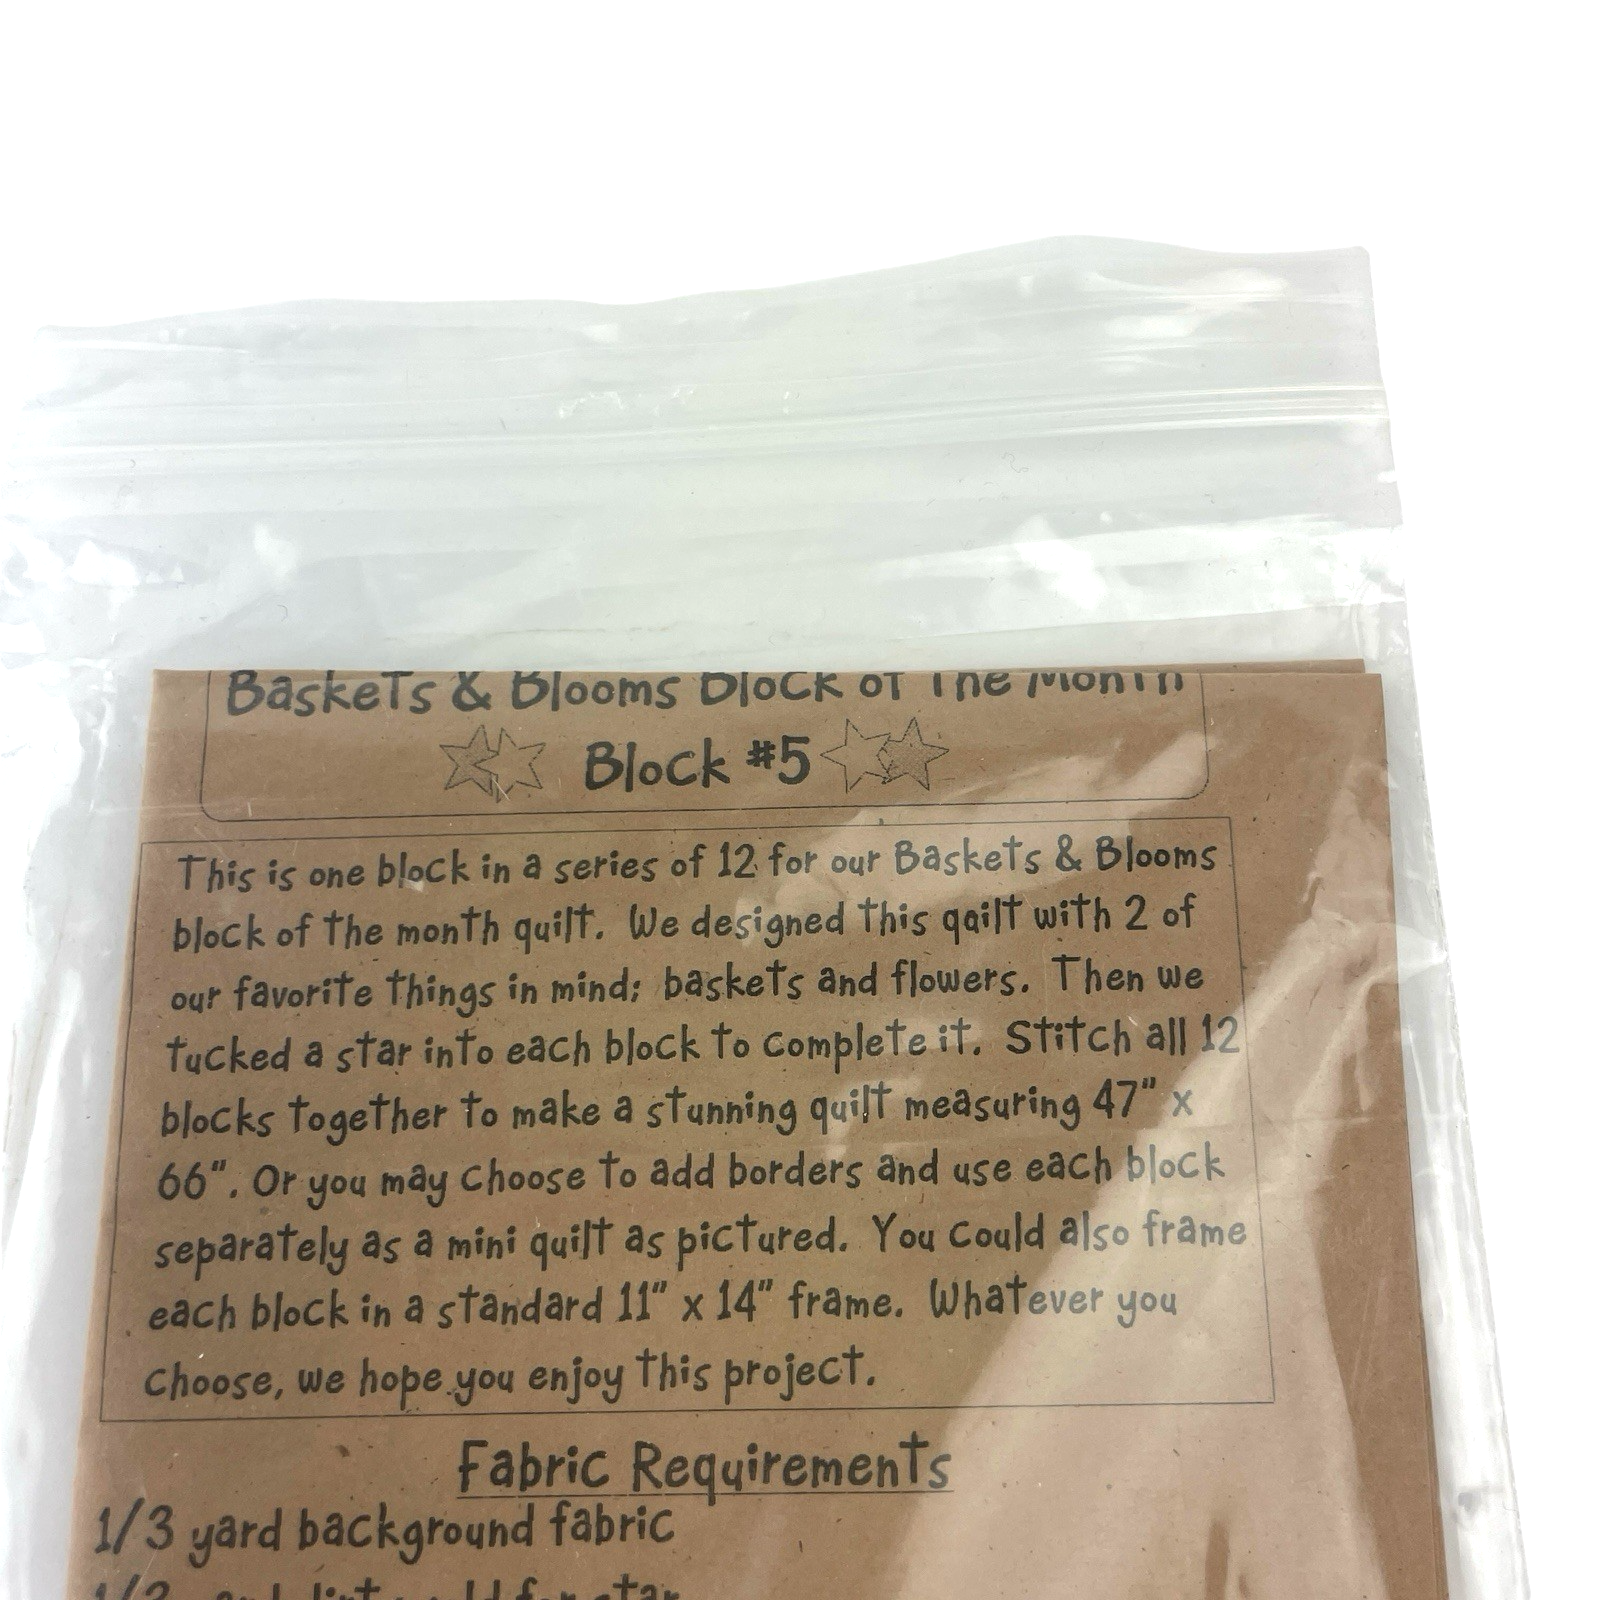 Baskets & Blooms Block of The Month
Block #5
This is one block in a series of 12 for our Baskets & Blooms
block of the month quilt. We designed this qailt with 2 of
our favorite things in mind: baskets and flowers. Then we
tucked a star into each block to complete it. Stitch all 12
blocks together to make a stunning quilt measuring 47" x
66". Or you may choose to add borders and use each block
separately as a mini quilt as pictured. You could also frame
each block in a standard 11" x 14" frame. Whatever you
choose, we hope you enjoy this project.
Fabric Requirements
1/3 yard background fabric
for star